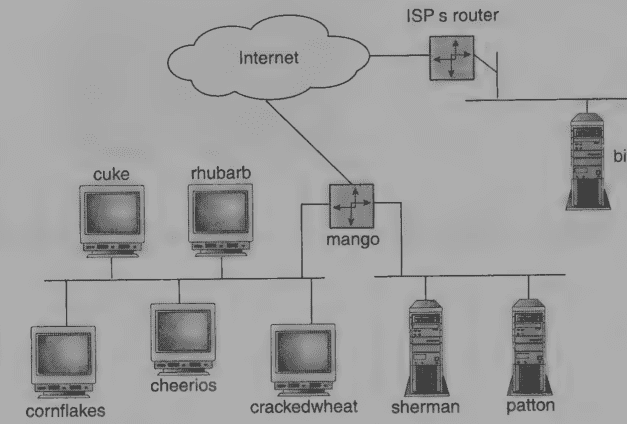 ISP s router
Internet
cuke
rhubarb
mango
cheerios
cornflakes
crackedwheat
sherman
patton